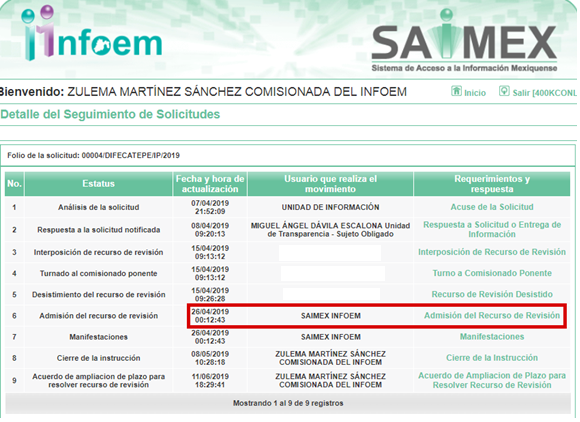 infoem
SAIMEX
Sistema de Acceso a la Información Mexiquense
Bienvenido: ZULEMA MARTÍNEZ SÁNCHEZ COMISIONADA DEL INFOEM
Inicio Salir [400KCONL
Detalle del Seguimiento de Solicitudes
Folio de la solicitud: 00004/DIFECATEPE/IP/2019
No. Estatus Fecha y hora de actualización Usuario que realiza el movimiento Requerimientos y respuesta
1 Análisis de la solicitud 07/04/2019 21:52:09 UNIDAD DE INFORMACIÓN Acuse de la Solicitud
2 Respuesta a la solicitud notificada 08/04/2019 09:20:13 MIGUEL ÁNGEL DÁVILA ESCALONA Unidad de Transparencia - Sujeto Obligado Respuesta a Solicitud o Entrega de Información
3 Interposición de recurso de revisión 15/04/2019 09:13:12 Interposición de Recurso de Revisión
4 Turnado al comisionado ponente 15/04/2019 09:13:12 Turno a Comisionado Ponente
5 Desistimiento del recurso de revisión 15/04/2019 09:26:28 Recurso de Revisión Desistido
6 Admisión del recurso de revisión 26/04/2019 00:12:43 SAIMEX INFOEM Admisión del Recurso de Revisión
7 Manifestaciones 26/04/2019 00:12:43 SAIMEX INFOEM Manifestaciones
8 Cierre de la instrucción 08/05/2019 10:28:18 ZULEMA MARTÍNEZ SÁNCHEZ COMISIONADA DEL INFOEM Cierre de la Instrucción
9 Acuerdo de ampliacion de plazo para resolver recurso de revisión 11/06/2019 18:29:41 ZULEMA MARTÍNEZ SÁNCHEZ COMISIONADA DEL INFOEM Acuerdo de Ampliacion de Plazo para Resolver Recurso de Revisión
Mostrando 1 al 9 de 9 registros